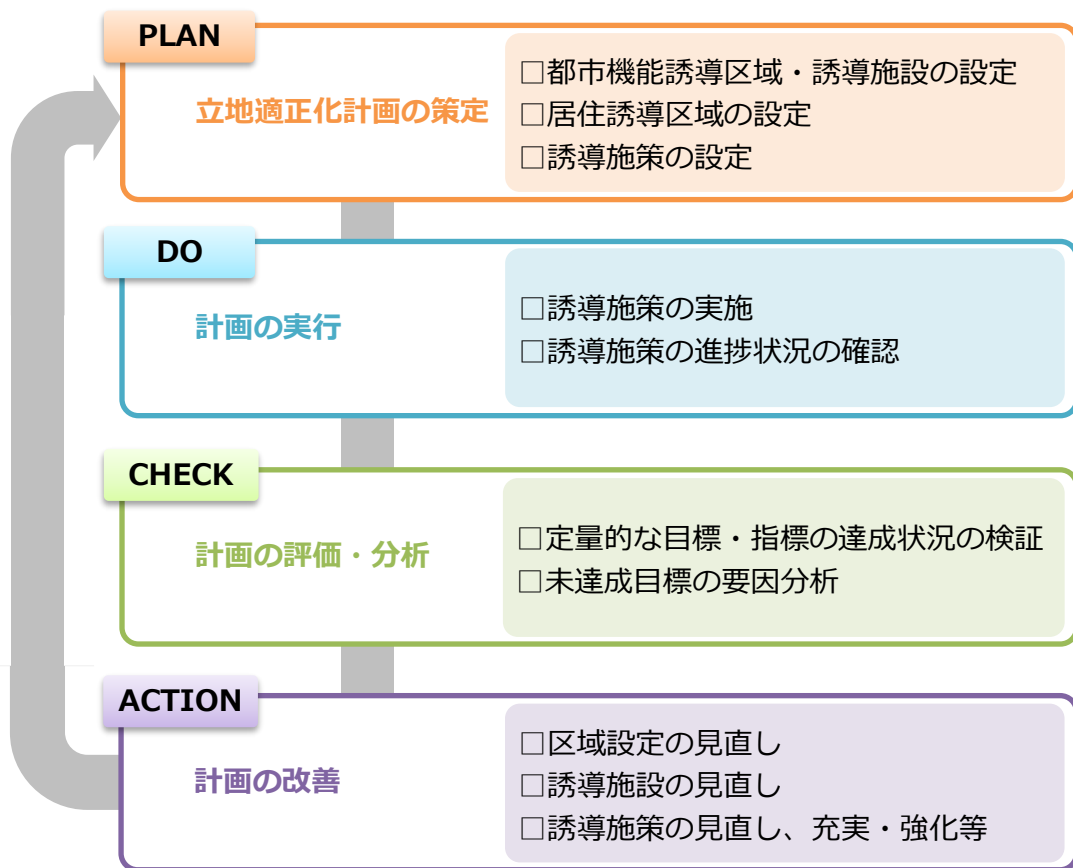 PLAN
立地適正化計画の策定
□都市機能誘導区域・誘導施設の設定
□居住誘導区域の設定
□誘導施策の設定
DO
計画の実行
□誘導施策の実施
□誘導施策の進捗状況の確認
CHECK
計画の評価・分析
□定量的な目標・指標の達成状況の検証
□未達成目標の要因分析
ACTION
計画の改善
□区域設定の見直し
□誘導施設の見直し
□誘導施策の見直し、充実・強化等